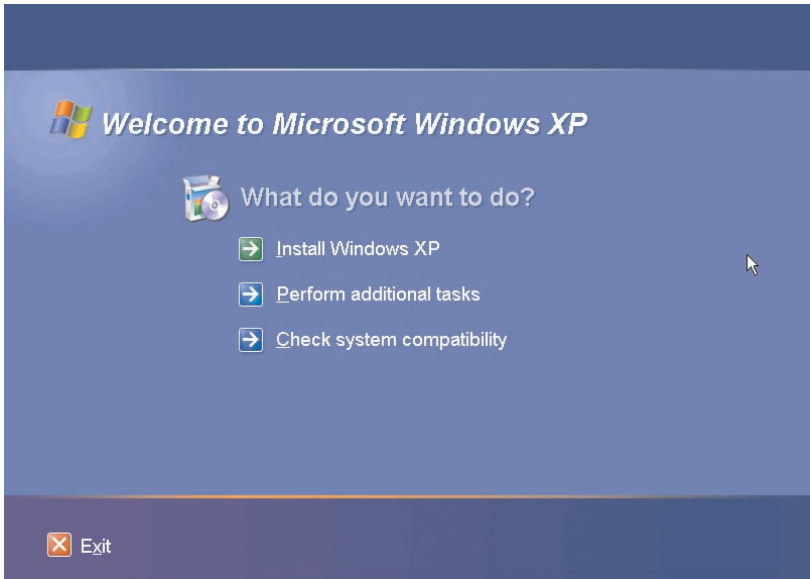 Welcome to Microsoft Windows XP
What do you want to do?
Install Windows XP
Perform additional tasks
Check system compatibility
Exit